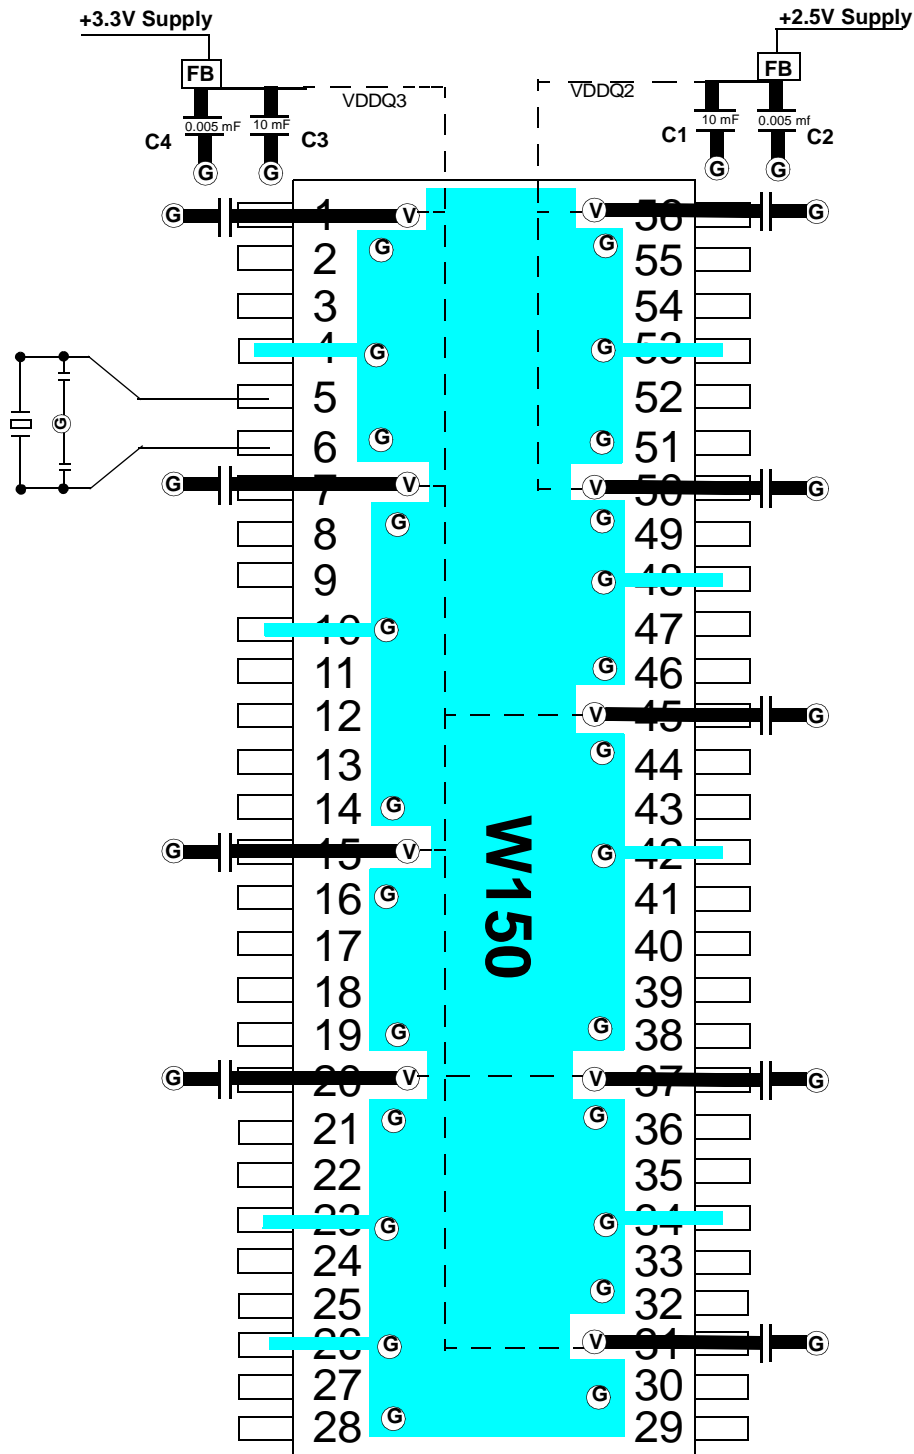 +3.3V Supply
+2.5V Supply
FB
FB
VDDQ3
VDDQ2
C4
0.005 mF
10 mF
C3
C1
10 mF
0.005 mf
C2
G
G
G
G
G
1
V
V
56
G
2
G
G
55
3
54
4
G
G
53
5
52
G
6
G
G
51
G
7
V
V
50
G
8
G
G
49
9
G
48
10
G
47
11
G
46
12
V
45
G
13
G
44
14
G
43
G
15
V
G
42
16
G
41
17
40
18
39
19
G
G
38
G
20
V
V
37
G
21
G
G
36
22
35
23
G
G
34
24
33
25
G
32
26
G
V
31
G
27
G
30
28
G
29
W150